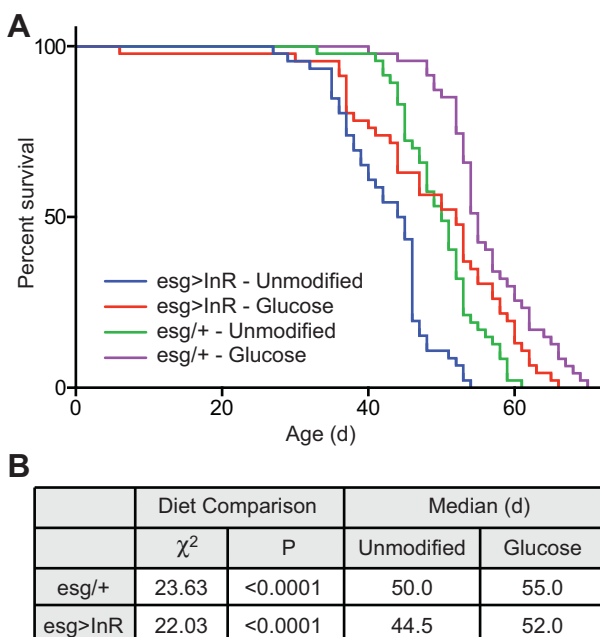 A
100
50
0
Percent survival
esg>InR - Unmodified
esg>InR - Glucose
esg/+ - Unmodified
esg/+ - Glucose
0 20 40 60
Age (d)
B
Diet Comparison Median (d)
χ² P Unmodified Glucose
esg/+ 23.63 <0.0001 50.0 55.0
esg>InR 22.03 <0.0001 44.5 52.0